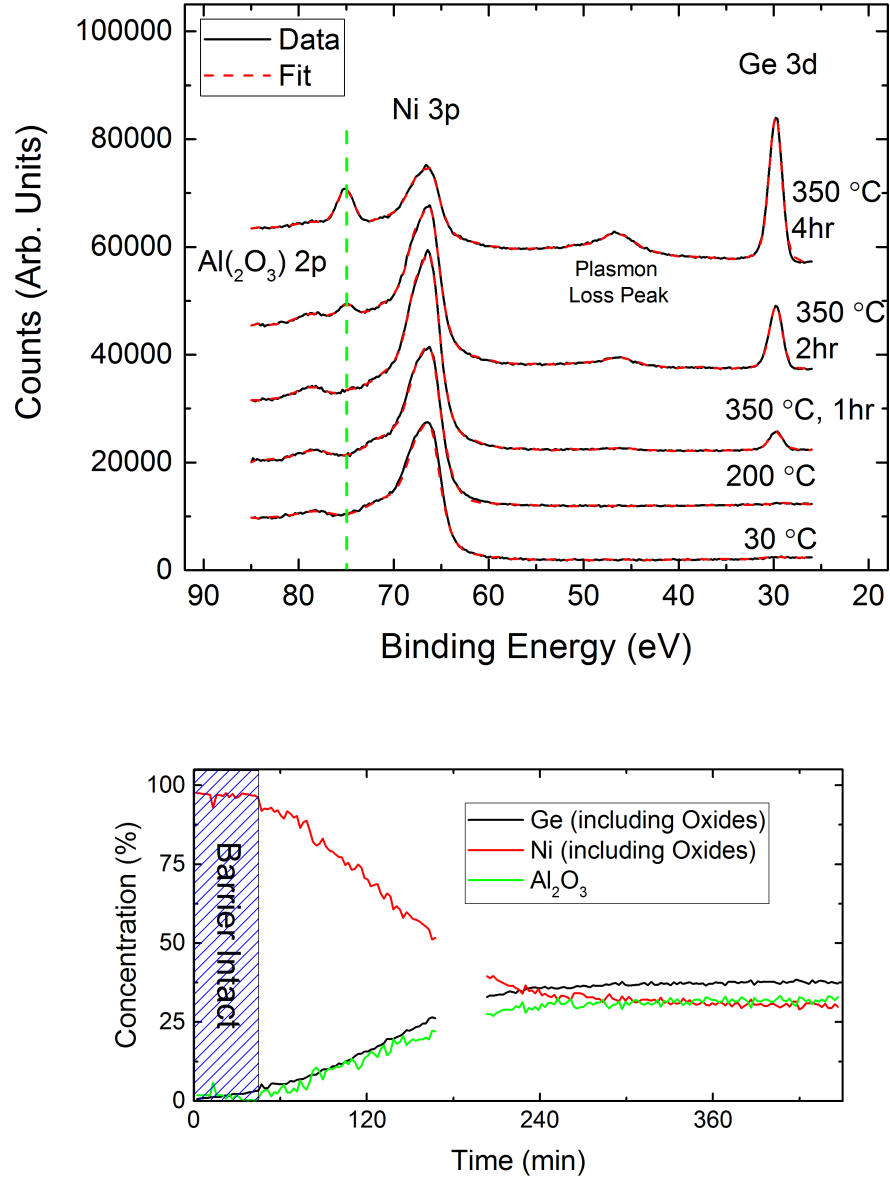 100000
80000
60000
40000
20000
0
Counts (Arb. Units)
Data
Fit
Ni 3p
Ge 3d
Al(₂O₃) 2p
Plasmon
Loss Peak
350 °C
4hr
350 °C
2hr
350 °C, 1hr
200 °C
30 °C
90 80 70 60 50 40 30 20
Binding Energy (eV)
100
75
50
25
0
Concentration (%)
Barrier Intact
Ge (including Oxides)
Ni (including Oxides)
Al₂O₃
0 120 240 360
Time (min)